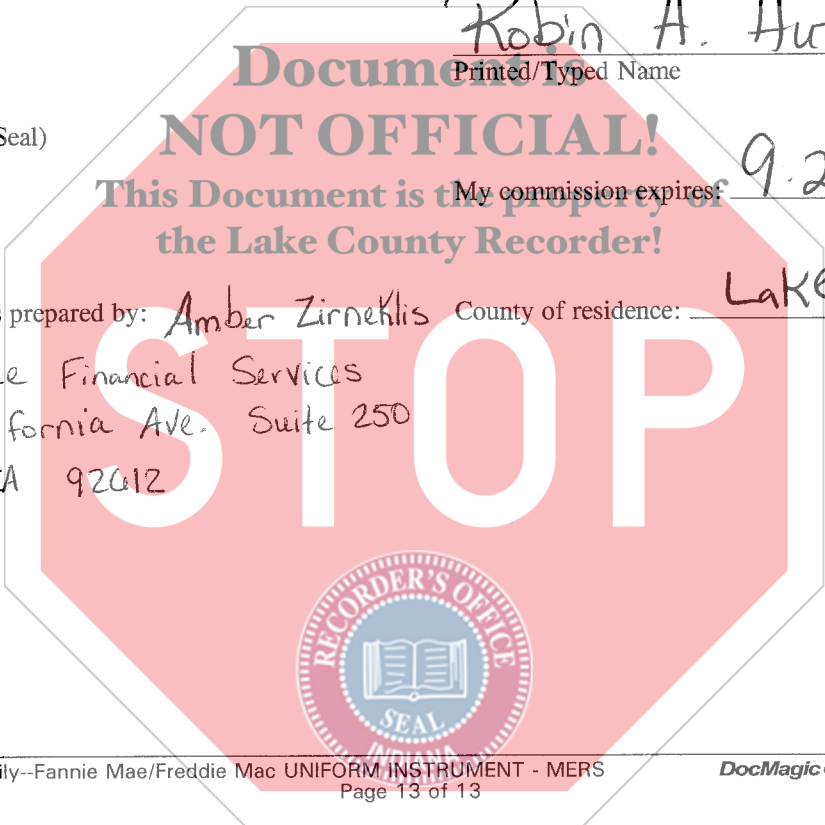 Robin A. Hu
Document is
Printed/Typed Name
NOT OFFICIAL!
Seal)
This Document is the property of
My commission expires: 9.2
the Lake County Recorder!
prepared by: Amber Zirneklis County of residence: Lake
e Financial Services
fornia Ave. Suite 250
A 92612
STOP
RECORDER'S OFFICE
SEAL
INDIANA
ily--Fannie Mae/Freddie Mac UNIFORM INSTRUMENT - MERS DocMagic
Page 13 of 13